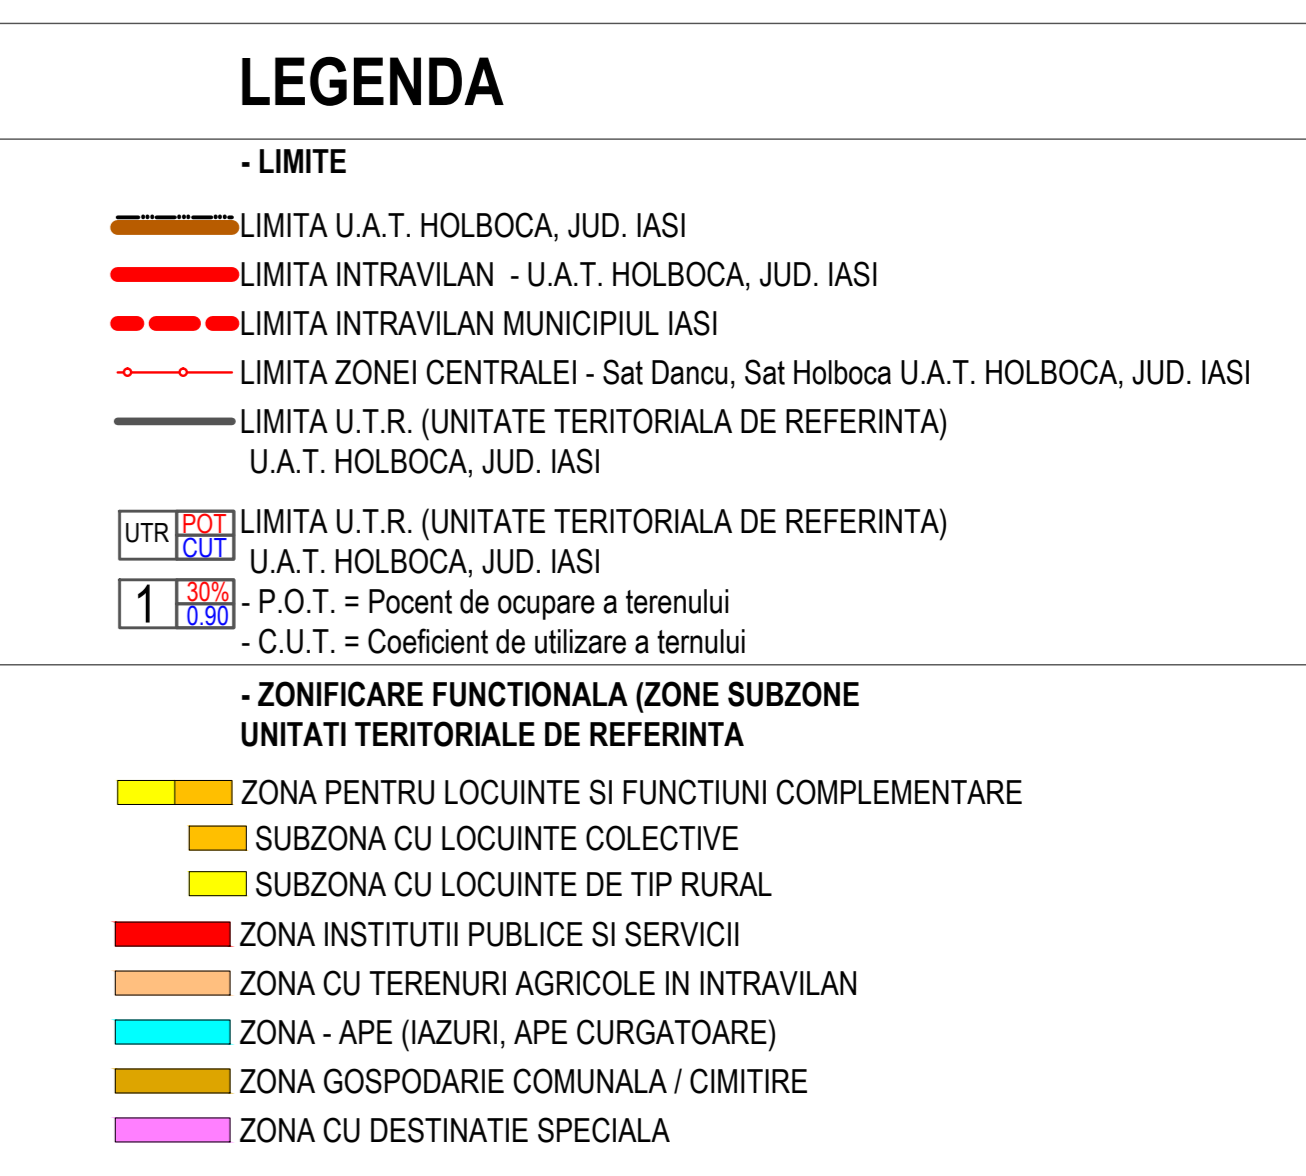 LEGENDA
- LIMITE
LIMITA U.A.T. HOLBOCA, JUD. IASI
LIMITA INTRAVILAN - U.A.T. HOLBOCA, JUD. IASI
LIMITA INTRAVILAN MUNICIPIUL IASI
LIMITA ZONEI CENTRALEI - Sat Dancu, Sat Holboca U.A.T. HOLBOCA, JUD. IASI
LIMITA U.T.R. (UNITATE TERITORIALA DE REFERINTA)
U.A.T. HOLBOCA, JUD. IASI
UTR POT CUT
LIMITA U.T.R. (UNITATE TERITORIALA DE REFERINTA)
U.A.T. HOLBOCA, JUD. IASI
1 30% 0.90
- P.O.T. = Pocent de ocupare a terenului
- C.U.T. = Coeficient de utilizare a ternului
- ZONIFICARE FUNCTIONALA (ZONE SUBZONE
UNITATI TERITORIALE DE REFERINTA
ZONA PENTRU LOCUINTE SI FUNCTIUNI COMPLEMENTARE
SUBZONA CU LOCUINTE COLECTIVE
SUBZONA CU LOCUINTE DE TIP RURAL
ZONA INSTITUTII PUBLICE SI SERVICII
ZONA CU TERENURI AGRICOLE IN INTRAVILAN
ZONA - APE (IAZURI, APE CURGATOARE)
ZONA GOSPODARIE COMUNALA / CIMITIRE
ZONA CU DESTINATIE SPECIALA